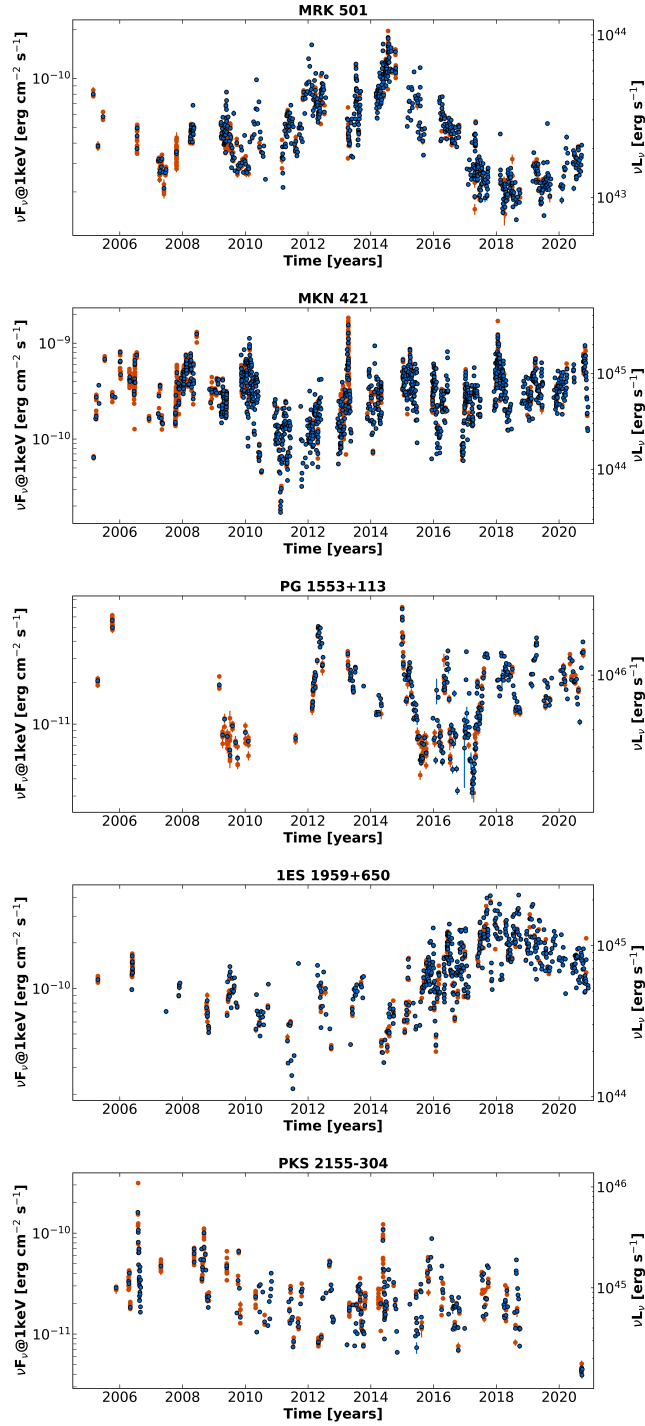 MRK 501
νFν@1keV [erg cm⁻² s⁻¹]
10⁻¹⁰
10⁴⁴
10⁴³
νLν [erg s⁻¹]
2006 2008 2010 2012 2014 2016 2018 2020
Time [years]
MKN 421
νFν@1keV [erg cm⁻² s⁻¹]
10⁻⁹
10⁻¹⁰
10⁴⁵
10⁴⁴
νLν [erg s⁻¹]
2006 2008 2010 2012 2014 2016 2018 2020
Time [years]
PG 1553+113
νFν@1keV [erg cm⁻² s⁻¹]
10⁻¹¹
10⁴⁶
νLν [erg s⁻¹]
2006 2008 2010 2012 2014 2016 2018 2020
Time [years]
1ES 1959+650
νFν@1keV [erg cm⁻² s⁻¹]
10⁻¹⁰
10⁴⁵
10⁴⁴
νLν [erg s⁻¹]
2006 2008 2010 2012 2014 2016 2018 2020
Time [years]
PKS 2155-304
νFν@1keV [erg cm⁻² s⁻¹]
10⁻¹⁰
10⁻¹¹
10⁴⁶
10⁴⁵
νLν [erg s⁻¹]
2006 2008 2010 2012 2014 2016 2018 2020
Time [years]